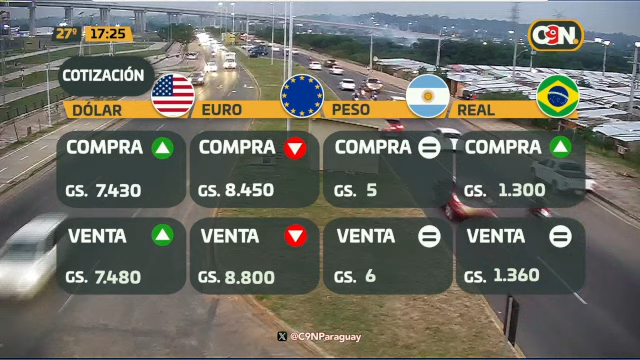 27° 17:25
C9N
COTIZACIÓN
DÓLAR EURO PESO REAL
COMPRA COMPRA COMPRA COMPRA
GS. 7.430 GS. 8.450 GS. 5 GS. 1.300
VENTA VENTA VENTA VENTA
GS. 7.480 GS. 8.800 GS. 6 GS. 1.360
X @C9NParaguay